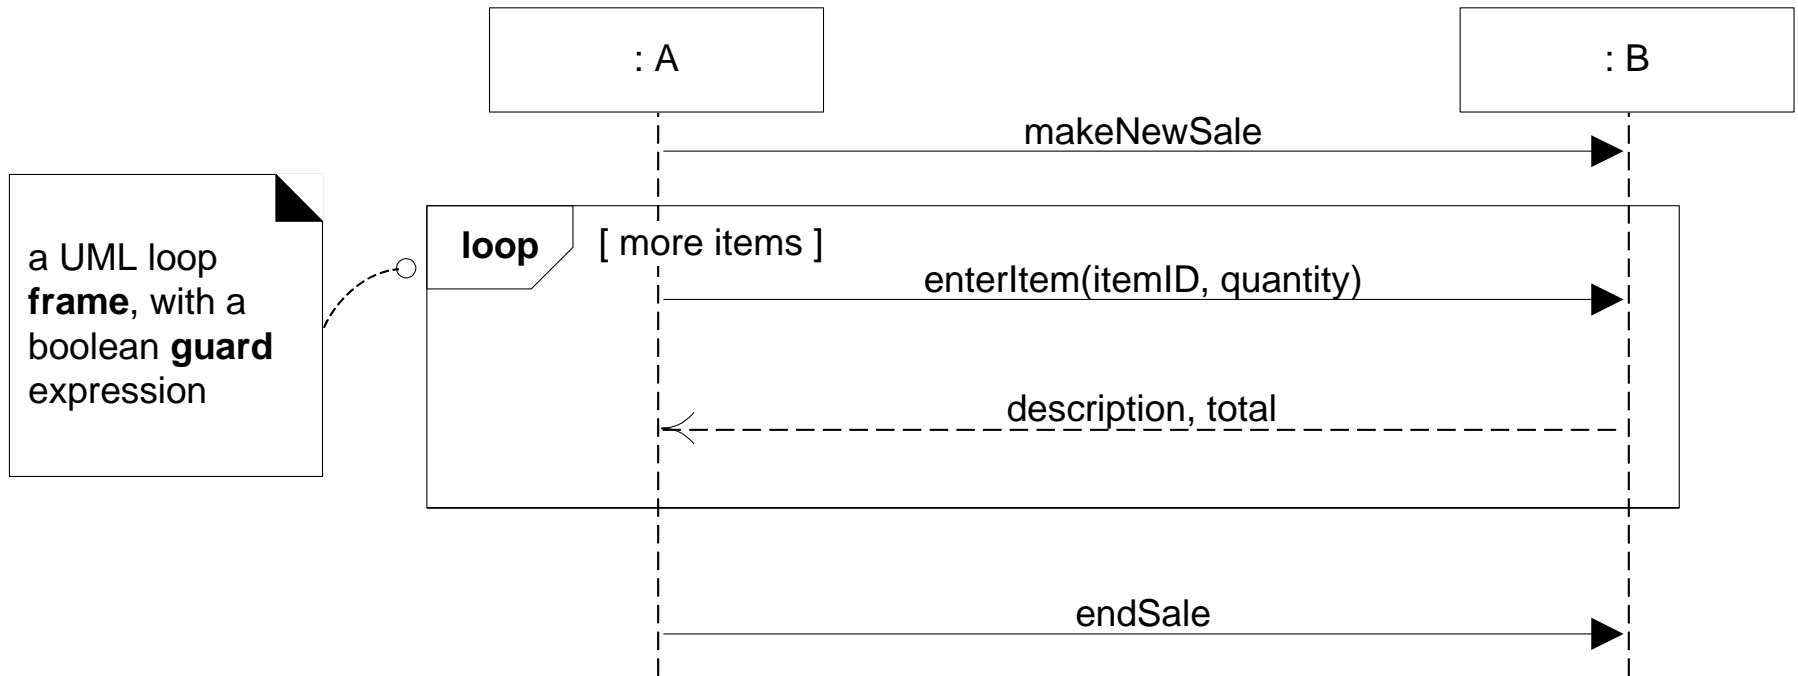 : A
: B
makeNewSale
a UML loop
frame, with a
boolean guard
expression
loop
[ more items ]
enterItem(itemID, quantity)
description, total
endSale